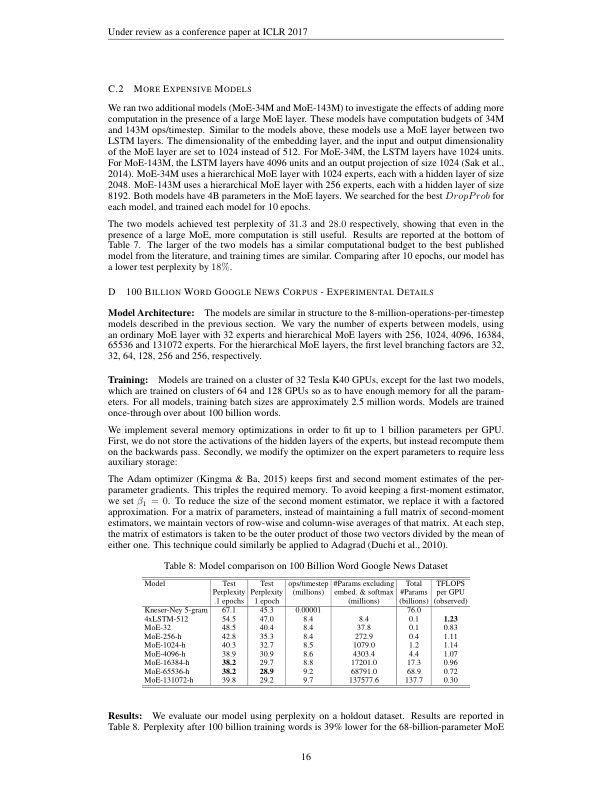 Under review as a conference paper at ICLR 2017
C.2 MORE EXPENSIVE MODELS
We ran two additional models (MoE-34M and MoE-143M) to investigate the effects of adding more
computation in the presence of a large MoE layer. These models have computation budgets of 34M
and 143M ops/timestep. Similar to the models above, these models use a MoE layer between two
LSTM layers. The dimensionality of the embedding layer, and the input and output dimensionality
of the MoE layer are set to 1024 instead of 512. For MoE-34M, the LSTM layers have 1024 units.
For MoE-143M, the LSTM layers have 4096 units and an output projection of size 1024 (Sak et al.,
2014). MoE-34M uses a hierarchical MoE layer with 1024 experts, each with a hidden layer of size
2048. MoE-143M uses a hierarchical MoE layer with 256 experts, each with a hidden layer of size
8192. Both models have 4B parameters in the MoE layers. We searched for the best DropProb for
each model, and trained each model for 10 epochs.
The two models achieved test perplexity of 31.3 and 28.0 respectively, showing that even in the
presence of a large MoE, more computation is still useful. Results are reported at the bottom of
Table 7. The larger of the two models has a similar computational budget to the best published
model from the literature, and training times are similar. Comparing after 10 epochs, our model has
a lower test perplexity by 18%.
D 100 BILLION WORD GOOGLE NEWS CORPUS - EXPERIMENTAL DETAILS
Model Architecture: The models are similar in structure to the 8-million-operations-per-timestep
models described in the previous section. We vary the number of experts between models, using
an ordinary MoE layer with 32 experts and hierarchical MoE layers with 256, 1024, 4096, 16384,
65536 and 131072 experts. For the hierarchical MoE layers, the first level branching factors are 32,
32, 64, 128, 256 and 256, respectively.
Training: Models are trained on a cluster of 32 Tesla K40 GPUs, except for the last two models,
which are trained on clusters of 64 and 128 GPUs so as to have enough memory for all the param-
eters. For all models, training batch sizes are approximately 2.5 million words. Models are trained
once-through over about 100 billion words.
We implement several memory optimizations in order to fit up to 1 billion parameters per GPU.
First, we do not store the activations of the hidden layers of the experts, but instead recompute them
on the backwards pass. Secondly, we modify the optimizer on the expert parameters to require less
auxiliary storage:
The Adam optimizer (Kingma & Ba, 2015) keeps first and second moment estimates of the per-
parameter gradients. This triples the required memory. To avoid keeping a first-moment estimator,
we set β1 = 0. To reduce the size of the second moment estimator, we replace it with a factored
approximation. For a matrix of parameters, instead of maintaining a full matrix of second-moment
estimators, we maintain vectors of row-wise and column-wise averages of that matrix. At each step,
the matrix of estimators is taken to be the outer product of those two vectors divided by the mean of
either one. This technique could similarly be applied to Adagrad (Duchi et al., 2010).
Table 8: Model comparison on 100 Billion Word Google News Dataset
Model Test Test ops/timestep #Params excluding Total TFLOPS
Perplexity Perplexity (millions) embed. & softmax #Params per GPU
.1 epochs 1 epoch (millions) (billions) (observed)
Kneser-Ney 5-gram 67.1 45.3 0.00001 76.0
4xLSTM-512 54.5 47.0 8.4 8.4 0.1 1.23
MoE-32 48.5 40.4 8.4 37.8 0.1 0.83
MoE-256-h 42.8 35.3 8.4 272.9 0.4 1.11
MoE-1024-h 40.3 32.7 8.5 1079.0 1.2 1.14
MoE-4096-h 38.9 30.9 8.6 4303.4 4.4 1.07
MoE-16384-h 38.2 29.7 8.8 17201.0 17.3 0.96
MoE-65536-h 38.2 28.9 9.2 68791.0 68.9 0.72
MoE-131072-h 39.8 29.2 9.7 137577.6 137.7 0.30
Results: We evaluate our model using perplexity on a holdout dataset. Results are reported in
Table 8. Perplexity after 100 billion training words is 39% lower for the 68-billion-parameter MoE
16